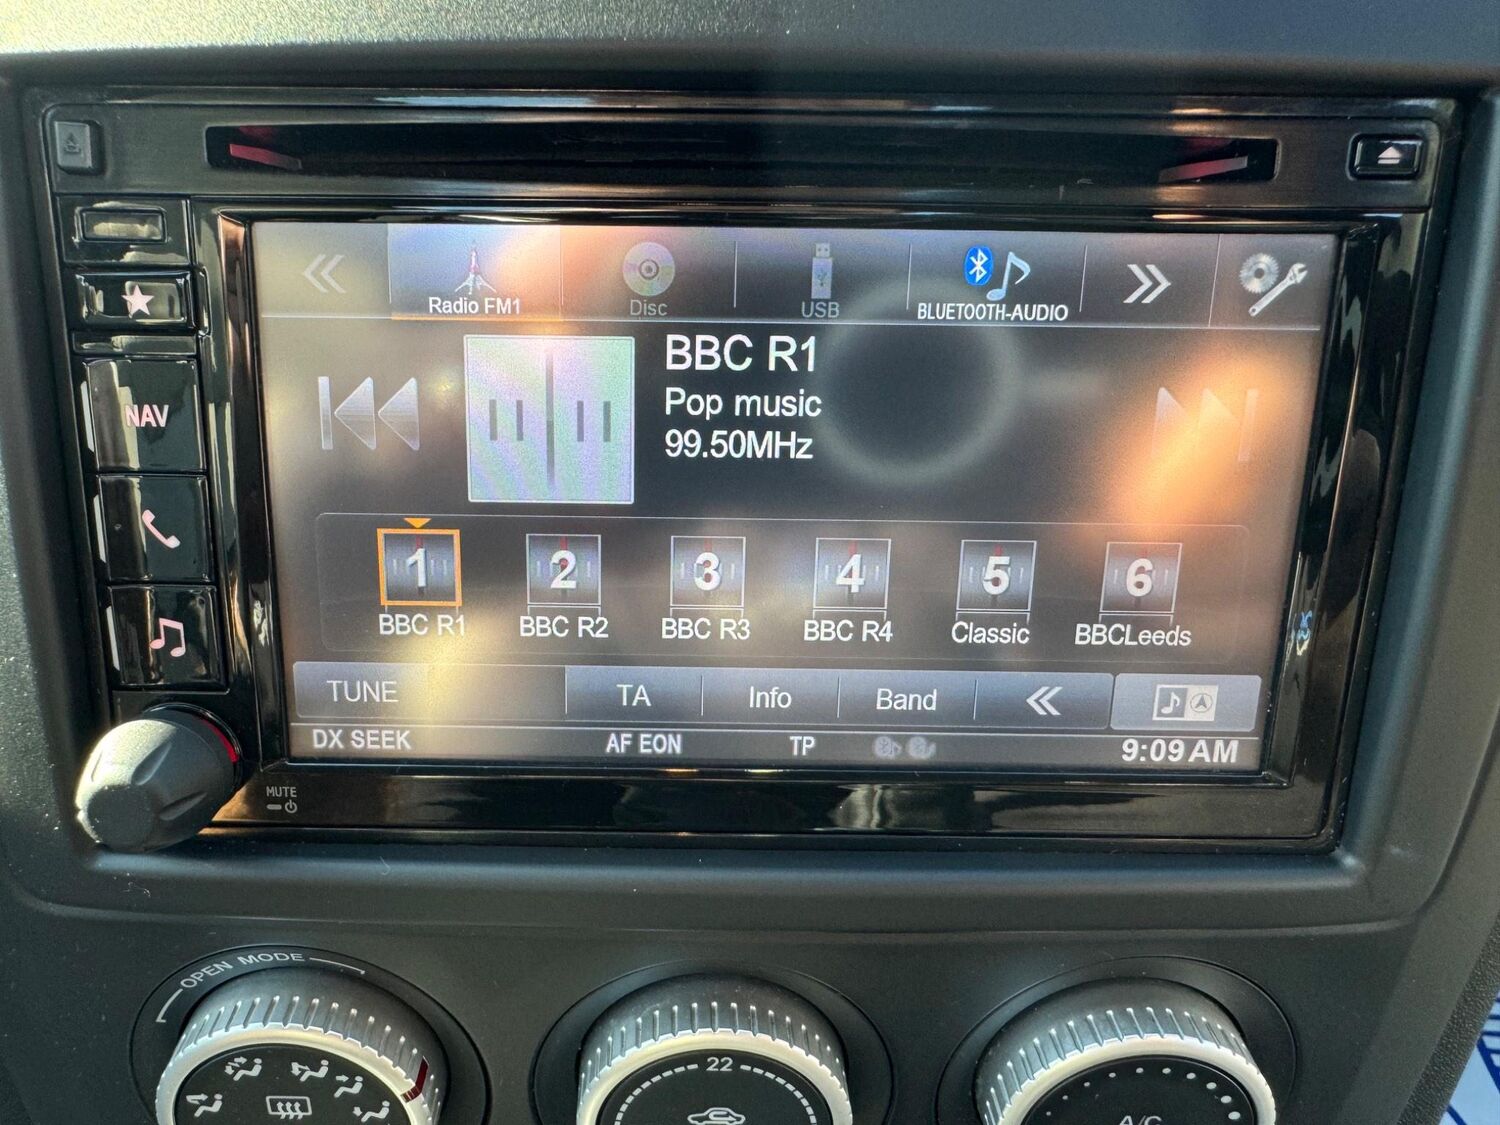 Radio FM1
Disc
USB
BLUETOOTH-AUDIO
BBC R1
Pop music
99.50MHz
NAV
1
2
3
4
5
6
BBC R1
BBC R2
BBC R3
BBC R4
Classic
BBCLeeds
TUNE
TA
Info
Band
DX SEEK
AF EON
TP
9:09 AM
MUTE
OPEN MODE
22
A/C